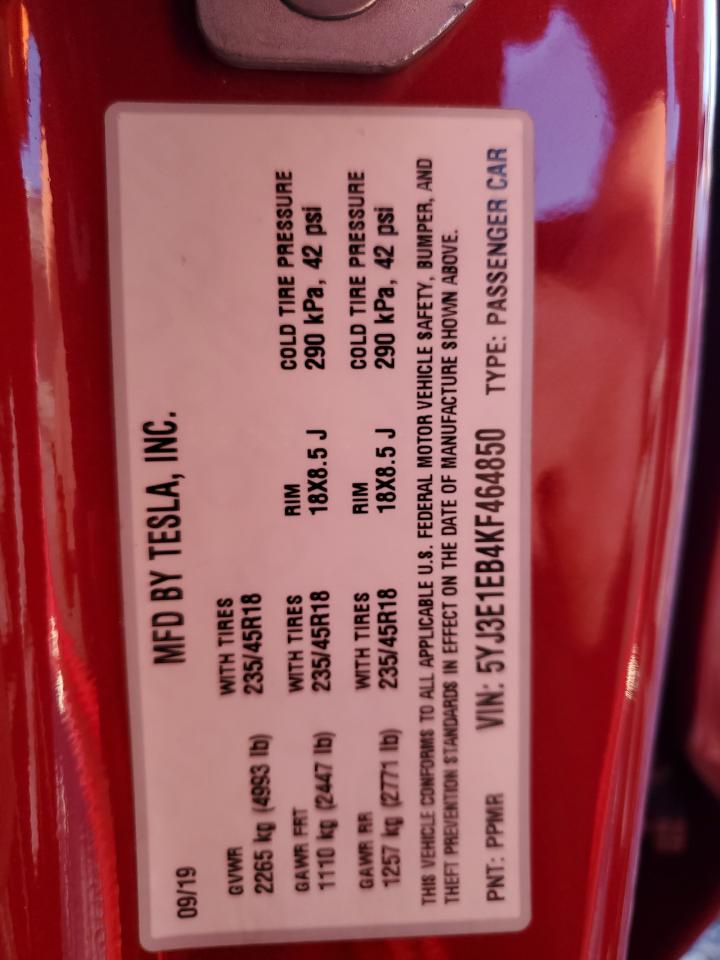 09/19 MFD BY TESLA, INC.
GVWR WITH TIRES
2265 kg (4993 lb) 235/45R18
GAWR FRT WITH TIRES RIM COLD TIRE PRESSURE
1110 kg (2447 lb) 235/45R18 18X8.5 J 290 kPa, 42 psi
GAWR RR WITH TIRES RIM COLD TIRE PRESSURE
1257 kg (2771 lb) 235/45R18 18X8.5 J 290 kPa, 42 psi
THIS VEHICLE CONFORMS TO ALL APPLICABLE U.S. FEDERAL MOTOR VEHICLE SAFETY, BUMPER, AND
THEFT PREVENTION STANDARDS IN EFFECT ON THE DATE OF MANUFACTURE SHOWN ABOVE.
PNT: PPMR VIN: 5YJ3E1EB4KF464850 TYPE: PASSENGER CAR